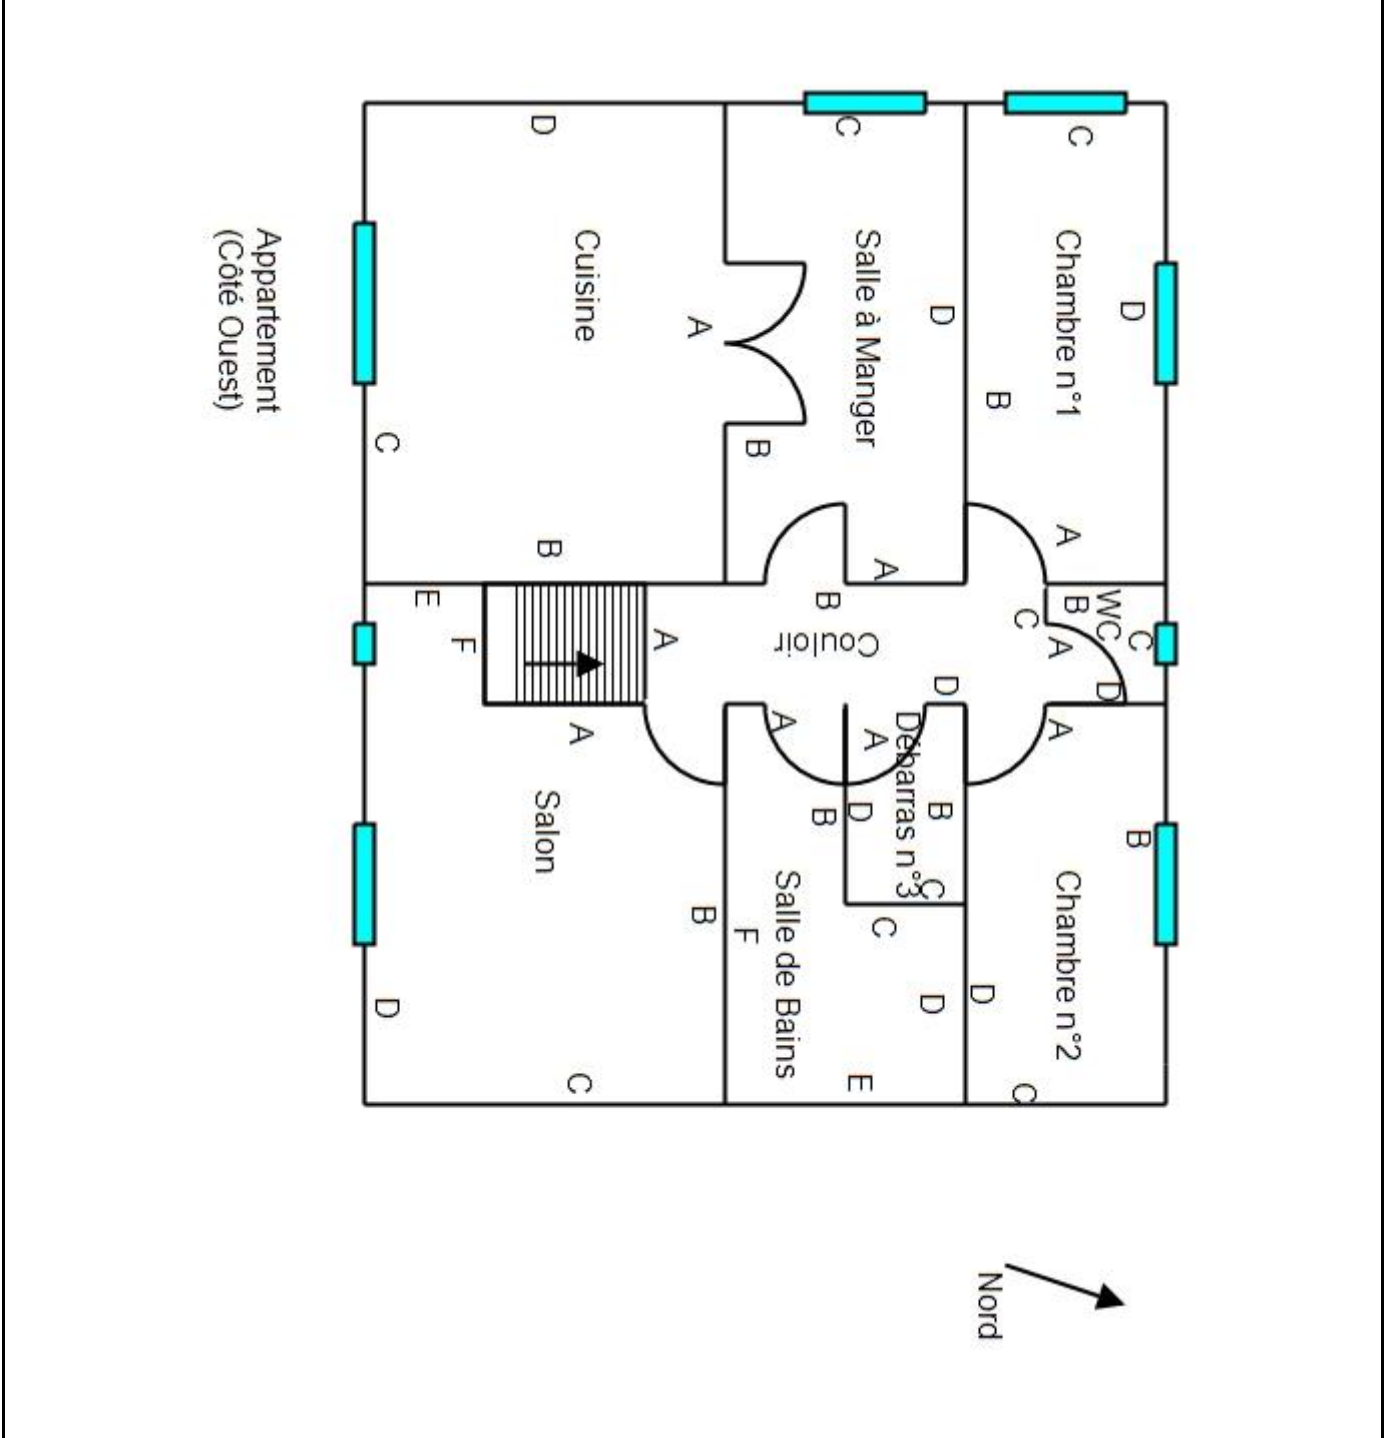 D
C
B
WC
D
C
Chambre n°1
A
B
A
A
Chambre n°2
C
C
B
D
Nord
D
D
B
C
D
Débarras n°3
A
A
C
C
Salle à Manger
D
E
Couloir
B
B
A
Salle de Bains
B
F
A
A
B
Cuisine
A
C
D
B
Salon
F
E
C
D
Appartement
(Côté Ouest)